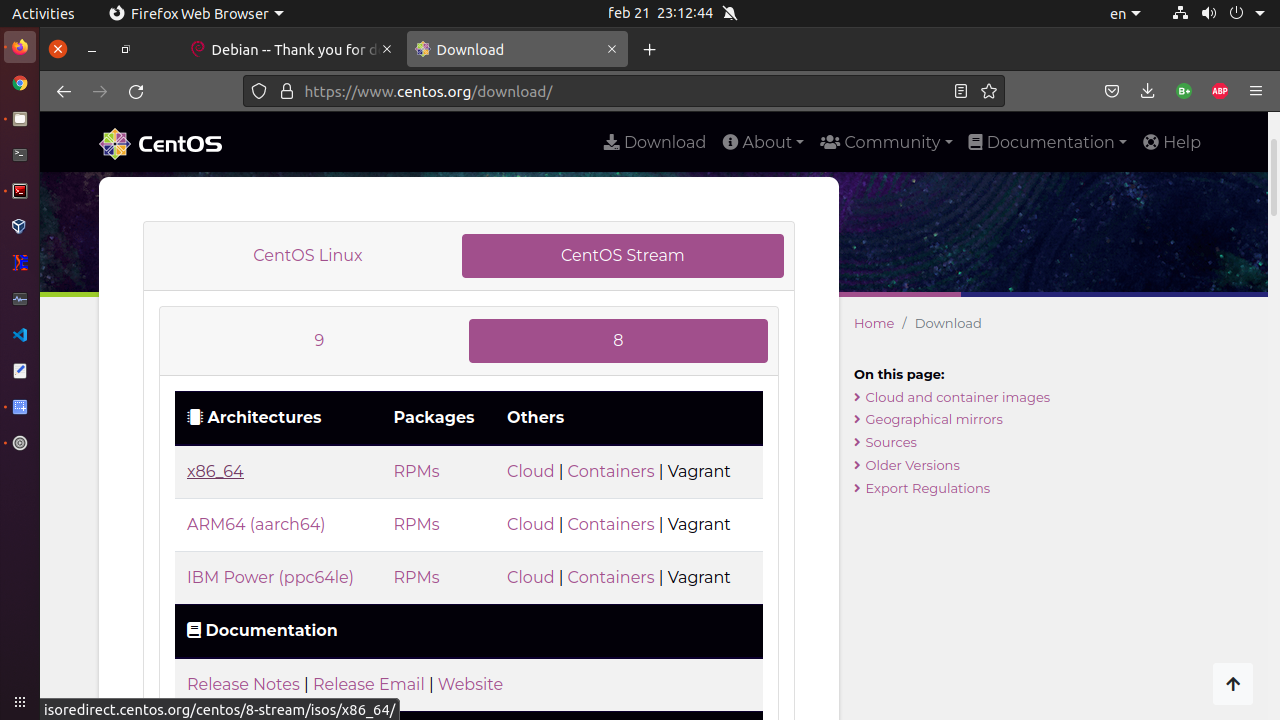 Activities
Firefox Web Browser
feb 21 23:12:44
en
Debian -- Thank you for d
Download
https://www.centos.org/download/
B+
ABP
CentOS
Download
About
Community
Documentation
Help
CentOS Linux
CentOS Stream
9
8
Architectures
Packages
Others
x86_64
RPMs
Cloud | Containers | Vagrant
ARM64 (aarch64)
RPMs
Cloud | Containers | Vagrant
IBM Power (ppc64le)
RPMs
Cloud | Containers | Vagrant
Documentation
Release Notes | Release Email | Website
Home / Download
On this page:
Cloud and container images
Geographical mirrors
Sources
Older Versions
Export Regulations
isoredirect.centos.org/centos/8-stream/isos/x86_64/